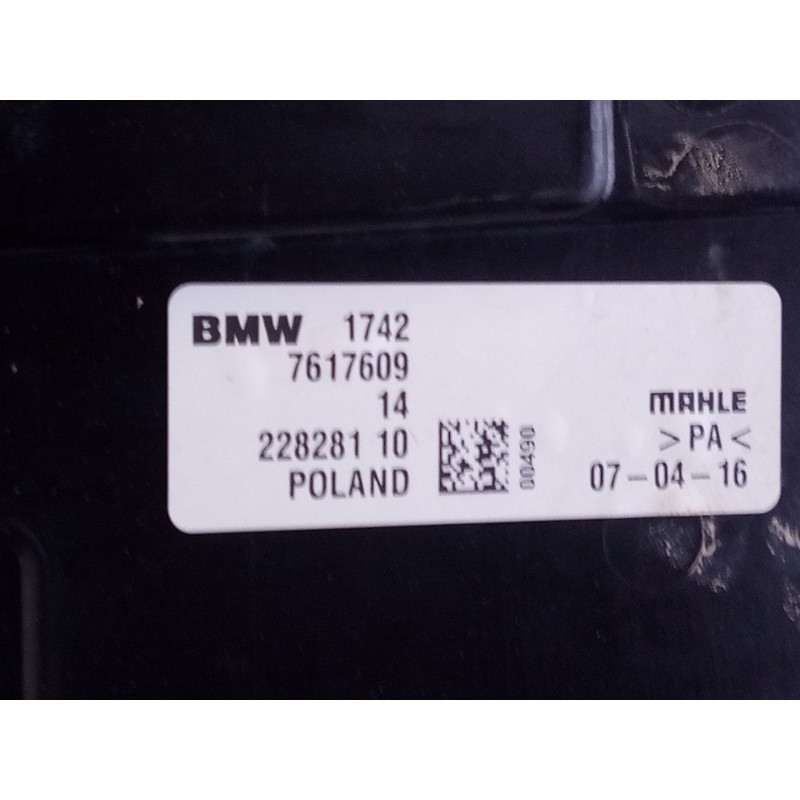 BMW 1742
7617609
14
MAHLE
228281 10
00490
>PA<
POLAND
07-04-16